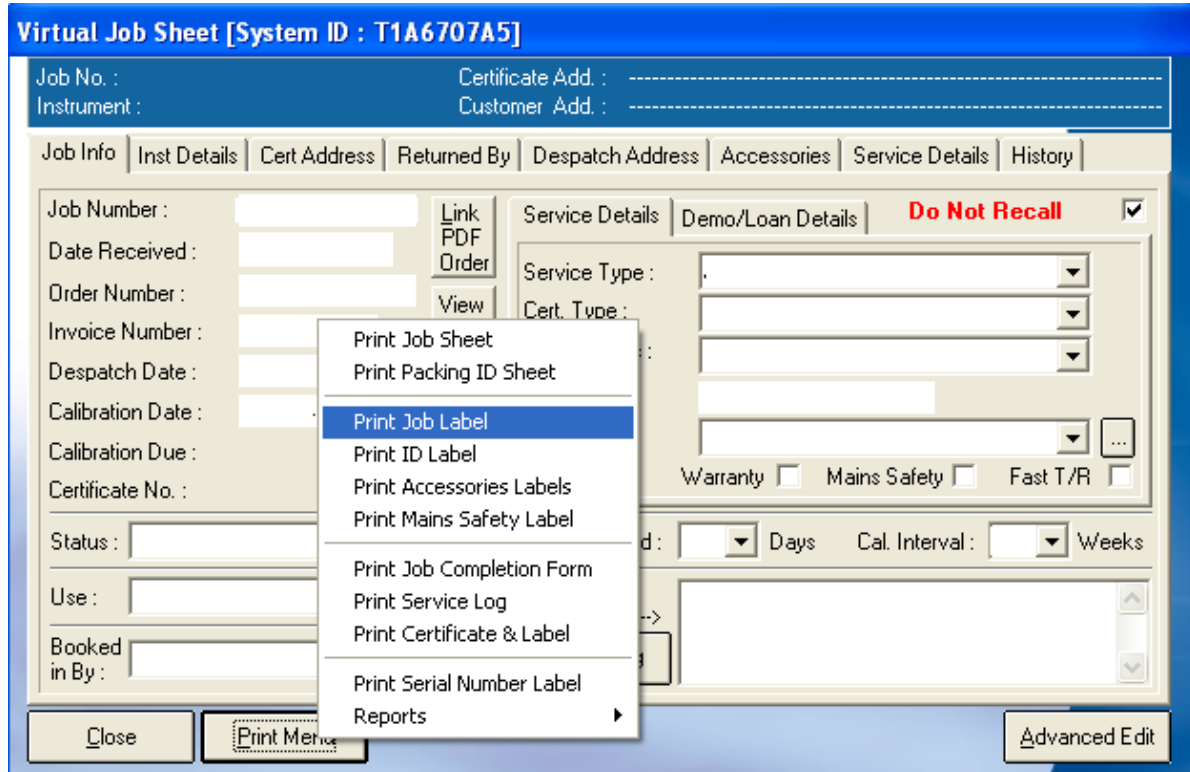 Virtual Job Sheet [System ID : T1A6707A5]
Job No. : Certificate Add. : --------------------------------------------------------------------
Instrument : Customer Add. : --------------------------------------------------------------------
Job Info Inst Details Cert Address Returned By Despatch Address Accessories Service Details History
Job Number :
Date Received :
Order Number :
Invoice Number :
Despatch Date :
Calibration Date :
Calibration Due :
Certificate No. :
Link
PDF
Order
View
Service Details Demo/Loan Details Do Not Recall
Service Type : .
Cert. Type :
:
...
Warranty Mains Safety Fast T/R
Status : d : Days Cal. Interval : Weeks
Use :
-->
Booked
in By :
Print Job Sheet
Print Packing ID Sheet
Print Job Label
Print ID Label
Print Accessories Labels
Print Mains Safety Label
Print Job Completion Form
Print Service Log
Print Certificate & Label
Print Serial Number Label
Reports
Close Print Menu Advanced Edit